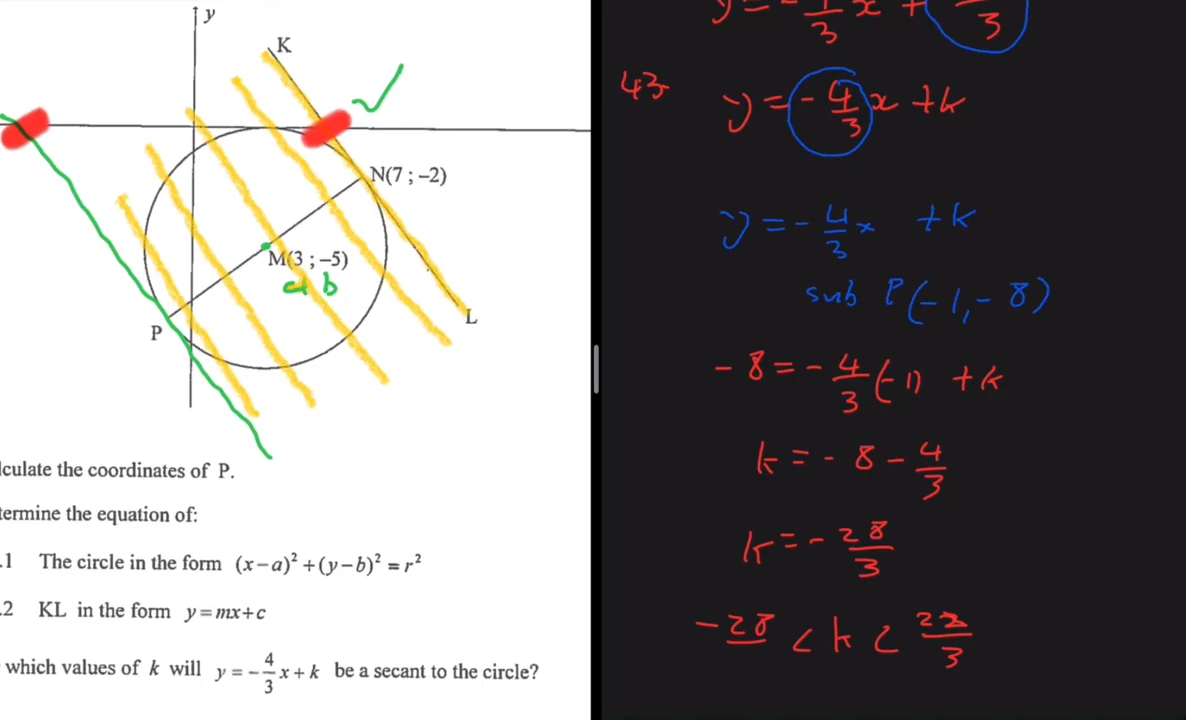 y
K
N(7 ; –2)
M(3 ; –5)
a b
L
P
lculate the coordinates of P.
termine the equation of:
.1 The circle in the form (x–a)² +(y–b)² = r²
.2 KL in the form y=mx+c
which values of k will y = –4/3 x + k be a secant to the circle?
y = - 4/3 x + /3
43
y = - 4/3 x + k
y = - 4/3 x + k
sub P(-1, -8)
- 8 = - 4/3 (-1) + k
k = - 8 - 4/3
k = - 28/3
-28 < k < 22/3